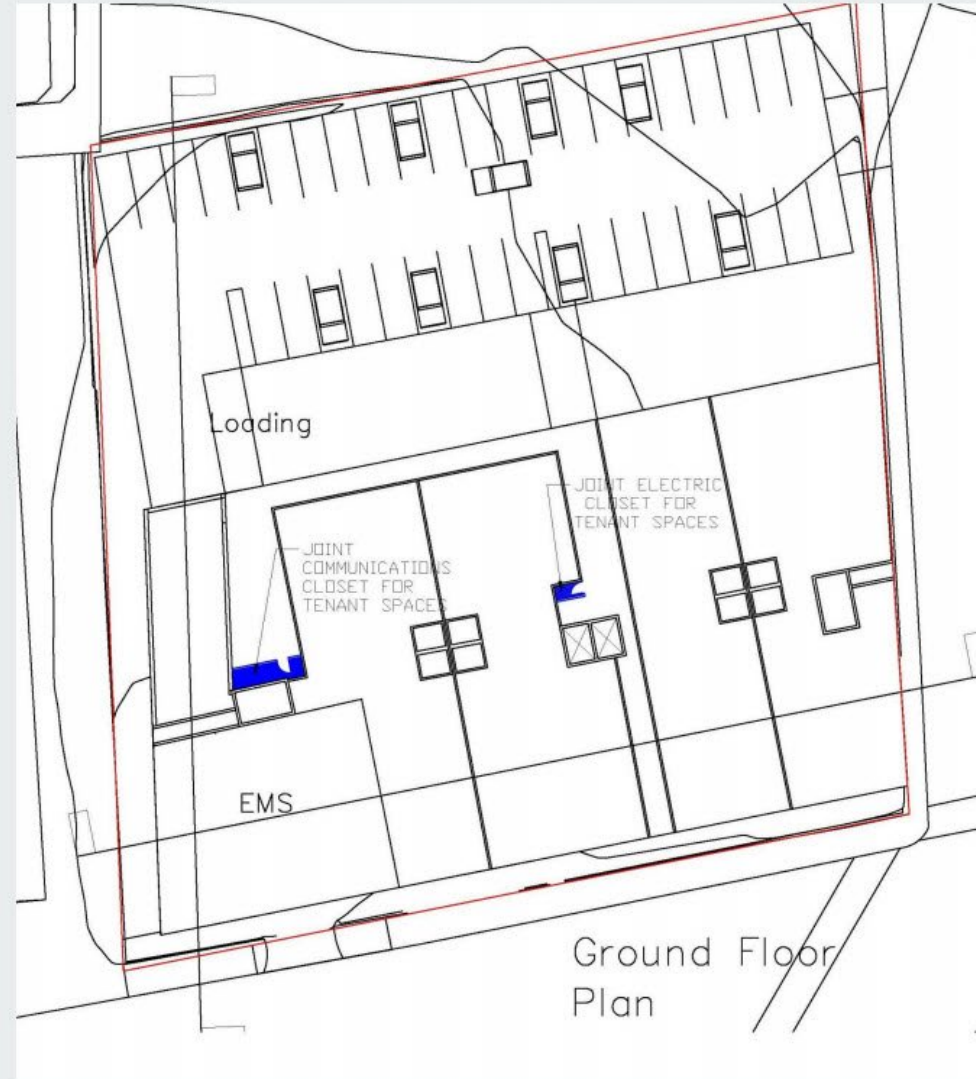 Loading
JOINT ELECTRIC
CLOSET FOR
TENANT SPACES
JOINT
COMMUNICATIONS
CLOSET FOR
TENANT SPACES
EMS
Ground Floor
Plan